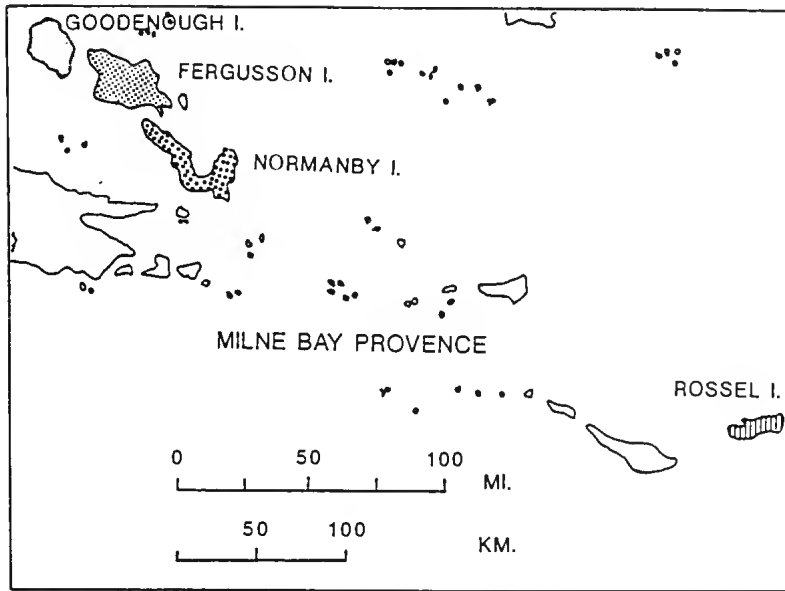 GOODENOUGH I.
FERGUSSON I.
NORMANBY I.
MILNE BAY PROVENCE
ROSSEL I.
0 50 100
MI.
50 100
KM.